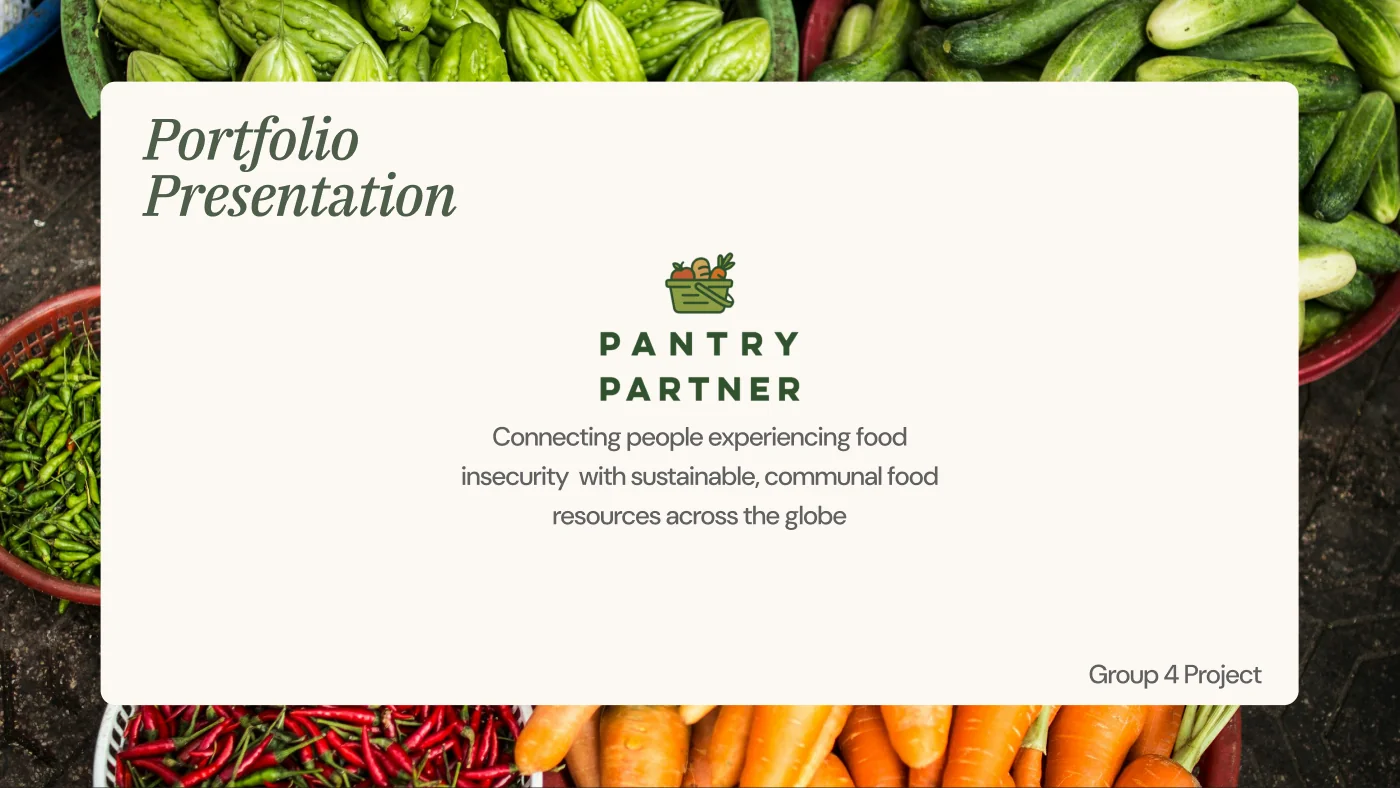 Portfolio
Presentation
PANTRY
PARTNER
Connecting people experiencing food
insecurity  with sustainable, communal food
resources across the globe
Group 4 Project